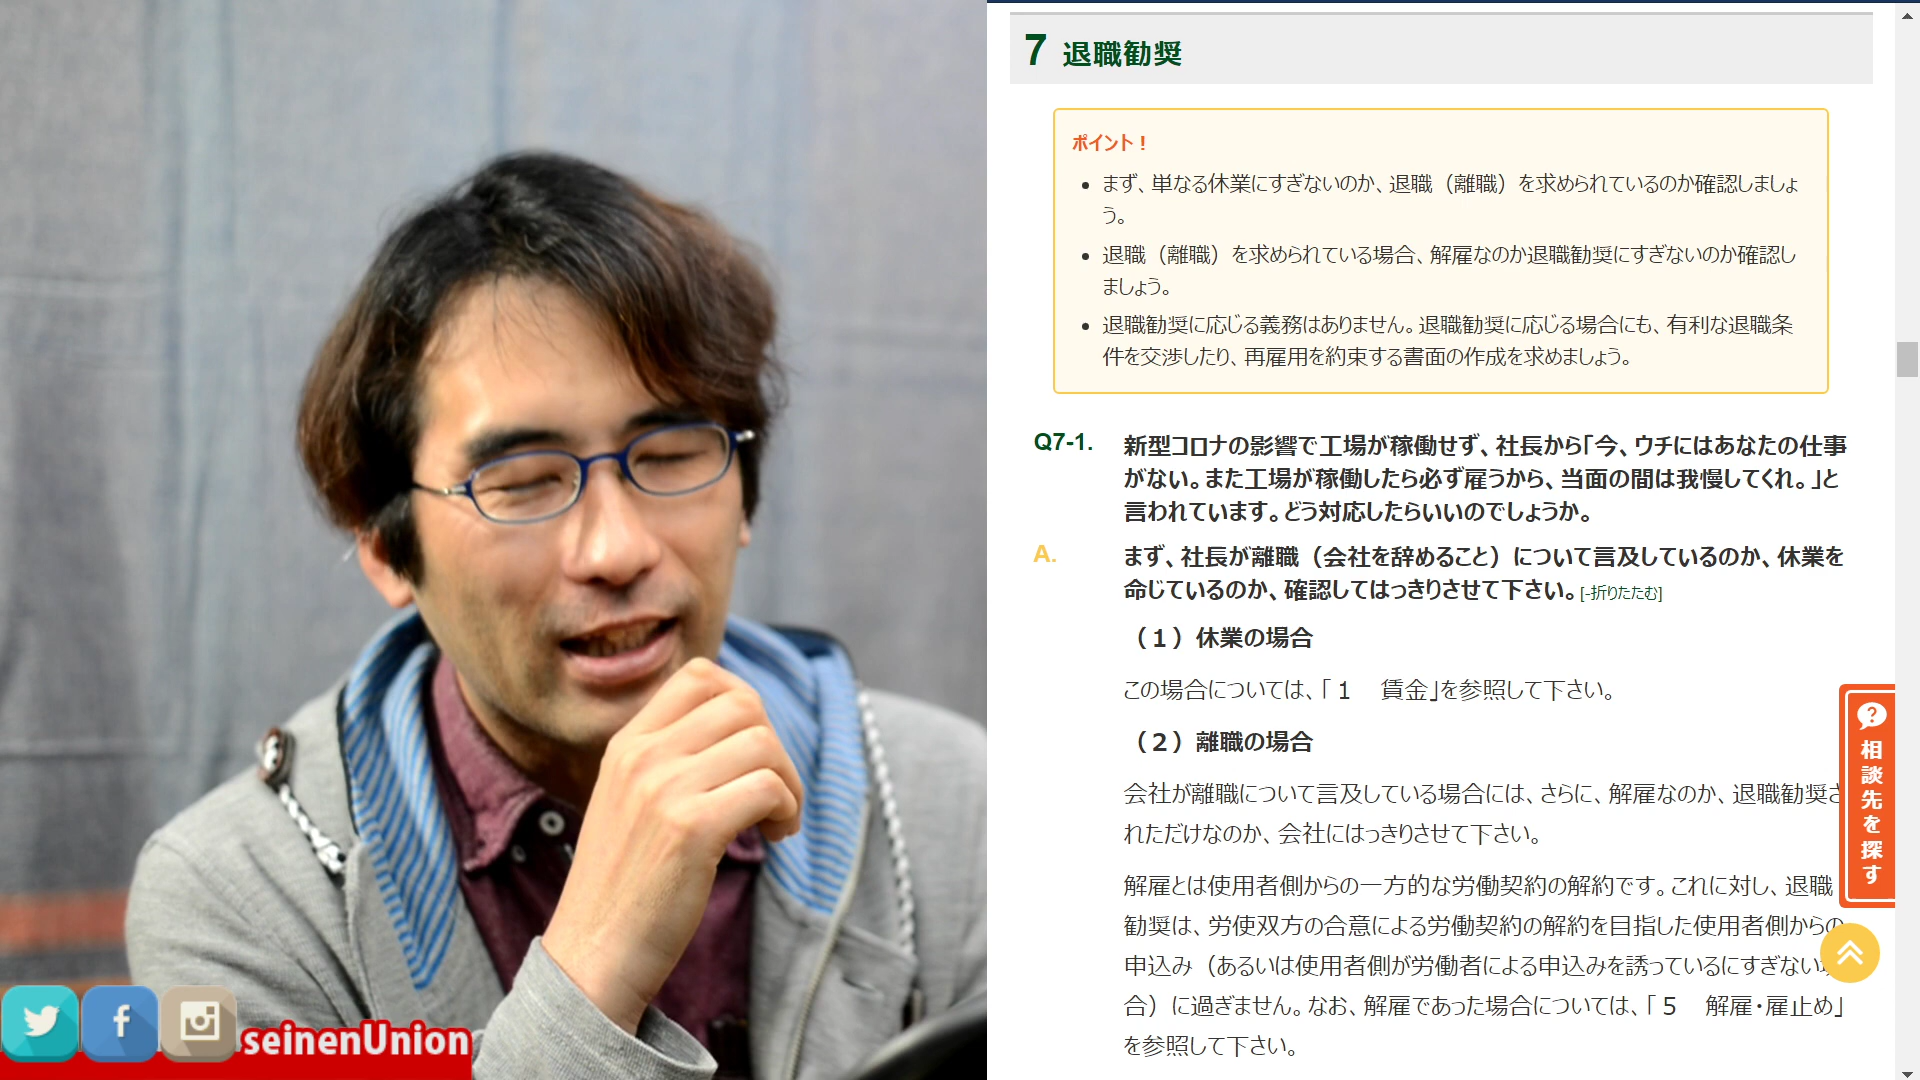 7 退職勧奨
ポイント！
まず、単なる休業にすぎないのか、退職（離職）を求められているのか確認しましょ
う。
退職（離職）を求められている場合、解雇なのか退職勧奨にすぎないのか確認し
ましょう。
退職勧奨に応じる義務はありません。退職勧奨に応じる場合にも、有利な退職条
件を交渉したり、再雇用を約束する書面の作成を求めましょう。
Q7-1. 新型コロナの影響で工場が稼働せず、社長から「今、ウチにはあなたの仕事
がない。また工場が稼働したら必ず雇うから、当面の間は我慢してくれ。」と
言われています。どう対応したらいいのでしょうか。
A. まず、社長が離職（会社を辞めること）について言及しているのか、休業を
命じているのか、確認してはっきりさせて下さい。[-折りたたむ]
（１）休業の場合
この場合については、「１　賃金」を参照して下さい。
（２）離職の場合
会社が離職について言及している場合には、さらに、解雇なのか、退職勧奨さ
れただけなのか、会社にはっきりさせて下さい。
解雇とは使用者側からの一方的な労働契約の解約です。これに対し、退職
勧奨は、労使双方の合意による労働契約の解約を目指した使用者側からの
申込み（あるいは使用者側が労働者による申込みを誘っているにすぎない
合）に過ぎません。なお、解雇であった場合については、「５　解雇・雇止め」
を参照して下さい。
相談先を探す
seinenUnion